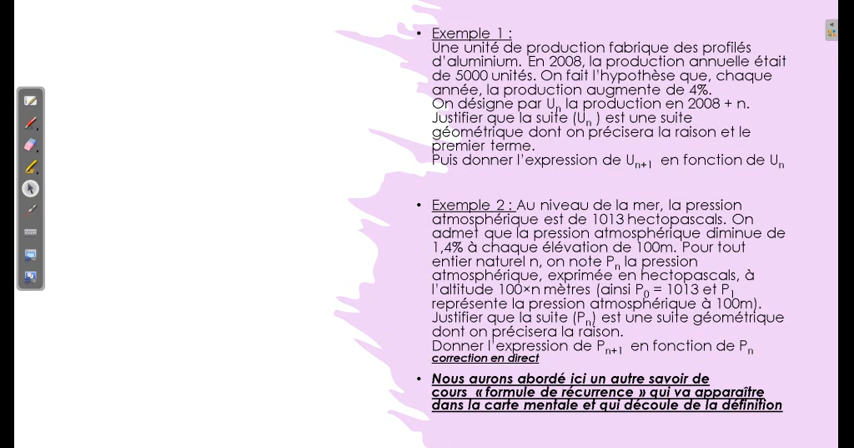 • Exemple 1 :
Une unité de production fabrique des profilés
d'aluminium. En 2008, la production annuelle était
de 5000 unités. On fait l'hypothèse que, chaque
année, la production augmente de 4%.
On désigne par Uₙ la production en 2008 + n.
Justifier que la suite (Uₙ ) est une suite
géométrique dont on précisera la raison et le
premier terme.
Puis donner l'expression de Uₙ₊₁ en fonction de Uₙ
• Exemple 2 : Au niveau de la mer, la pression
atmosphérique est de 1013 hectopascals. On
admet que la pression atmosphérique diminue de
1,4% à chaque élévation de 100m. Pour tout
entier naturel n, on note Pₙ la pression
atmosphérique, exprimée en hectopascals, à
l'altitude 100×n mètres (ainsi P₀ = 1013 et P₁
représente la pression atmosphérique à 100m).
Justifier que la suite (Pₙ) est une suite géométrique
dont on précisera la raison.
Donner l'expression de Pₙ₊₁ en fonction de Pₙ
correction en direct
• Nous aurons abordé ici un autre savoir de
cours « formule de récurrence » qui va apparaître
dans la carte mentale et qui découle de la définition